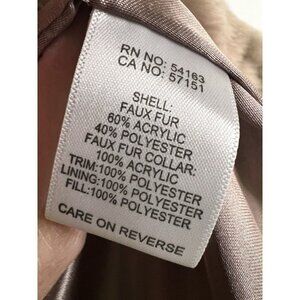 RN NO: 54163
CA NO: 57151
SHELL:
FAUX FUR
60% ACRYLIC
40% POLYESTER
FAUX FUR COLLAR:
100% ACRYLIC
TRIM:100% POLYESTER
LINING:100% POLYESTER
FILL:100% POLYESTER
CARE ON REVERSE